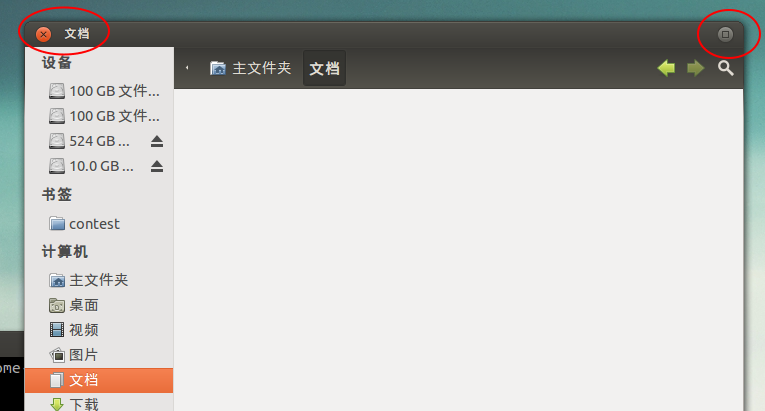 文档
设备
主文件夹
文档
100 GB 文件...
100 GB 文件...
524 GB ...
10.0 GB ...
书签
contest
计算机
主文件夹
桌面
视频
图片
ome
文档
下载